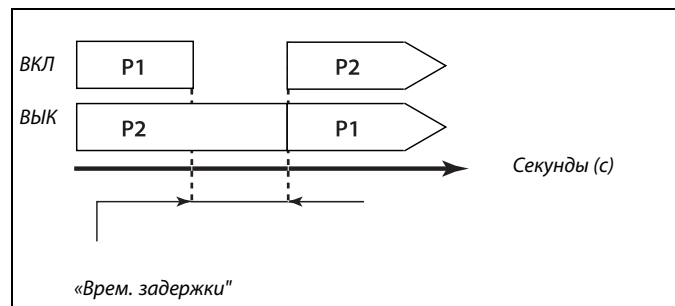 ВКЛ P1 P2
ВЫК P2 P1
Секунды (с)
«Врем. задержки"